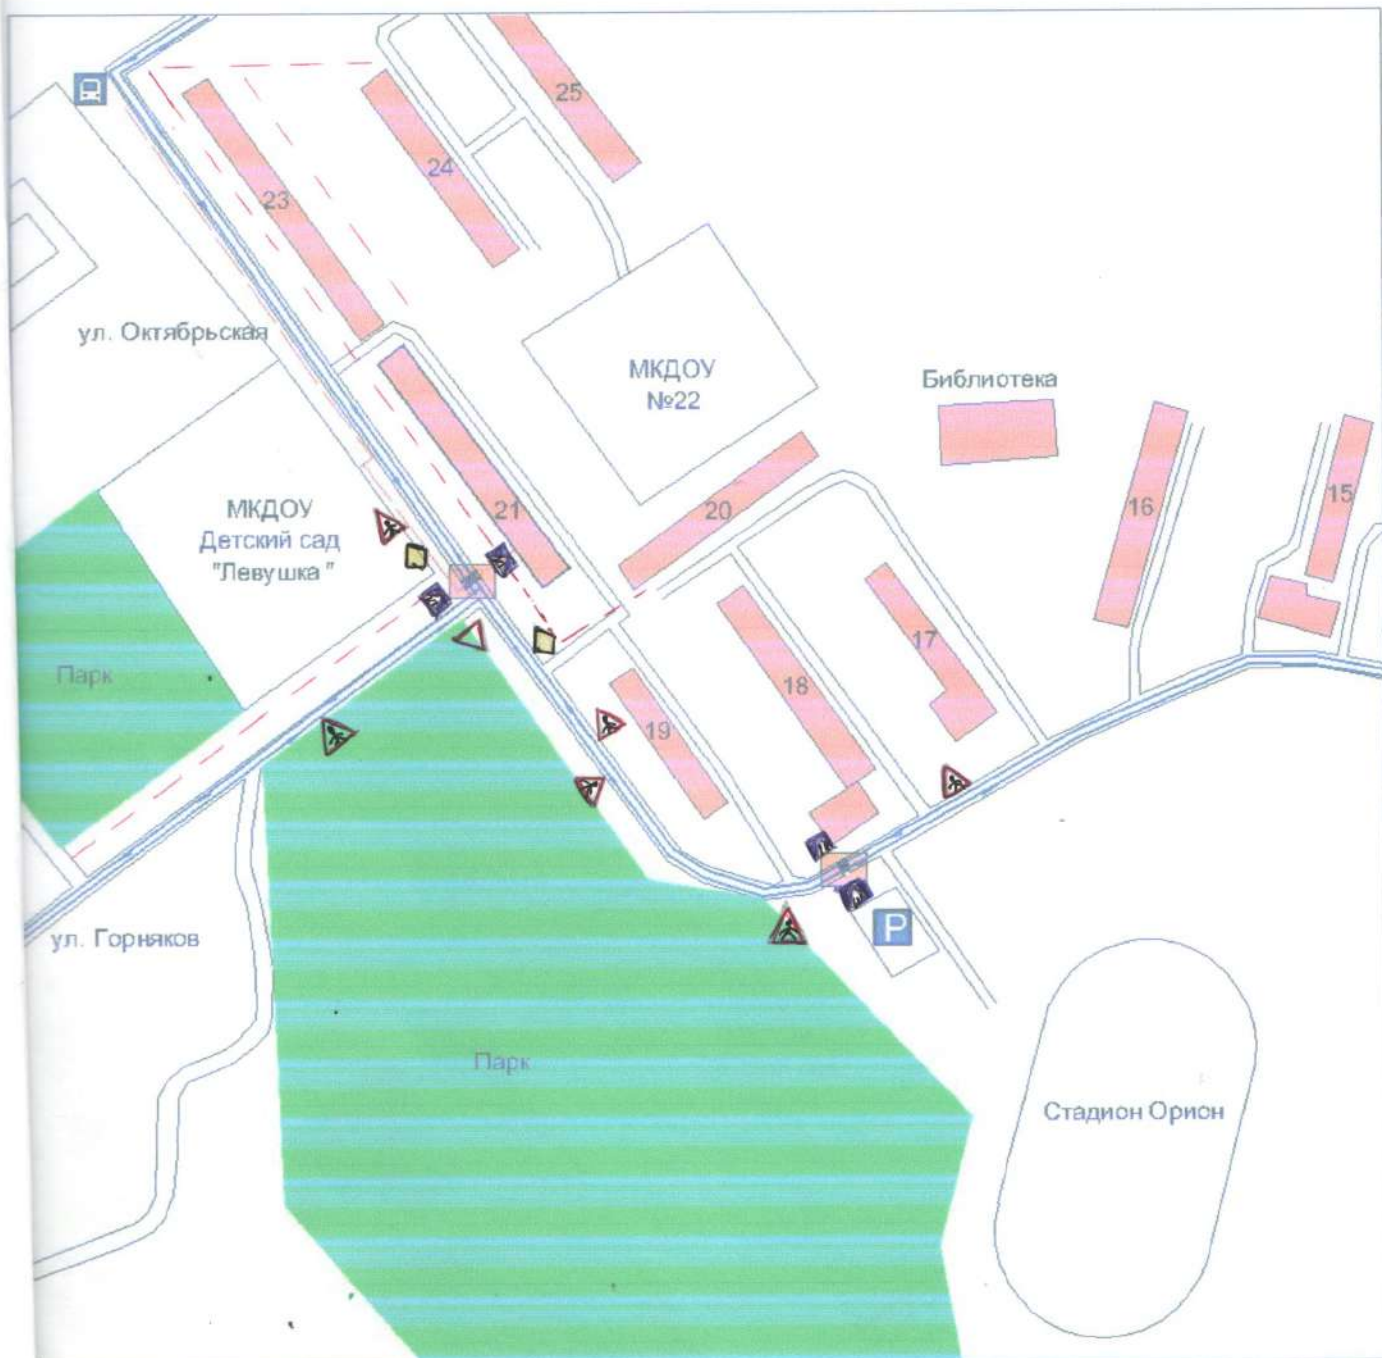 25
24
23
ул. Октябрьская
МКДОУ
№22
Библиотека
МКДОУ
Детский сад
"Левушка"
21
20
16
15
17
18
19
Парк
ул. Горняков
P
Парк
Стадион Орион